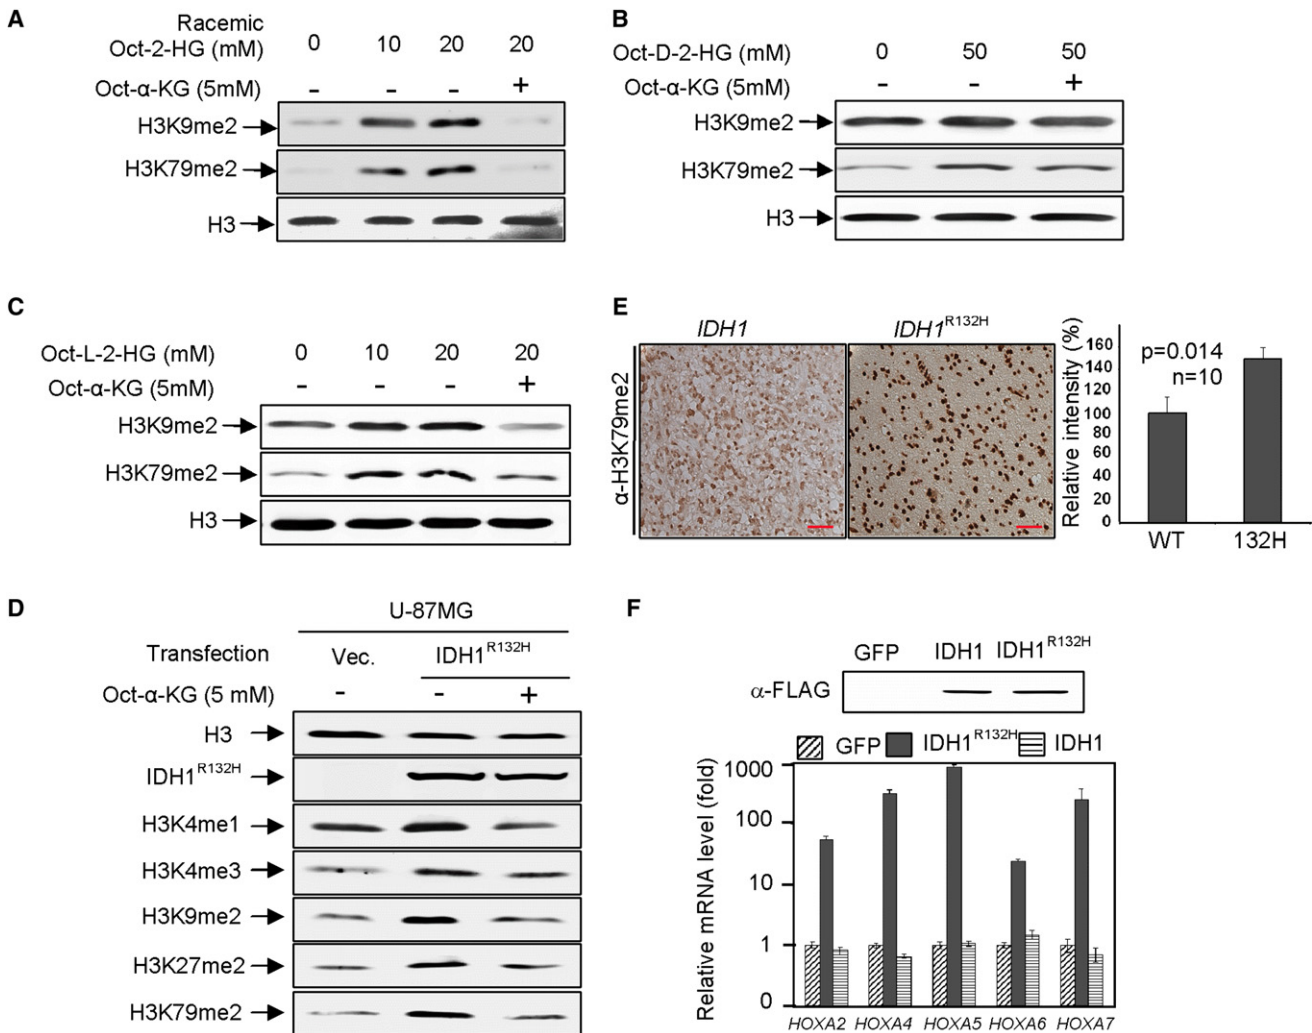 A
Racemic
Oct-2-HG (mM) 0 10 20 20
Oct-α-KG (5mM) - - - +
H3K9me2
H3K79me2
H3
B
Oct-D-2-HG (mM) 0 50 50
Oct-α-KG (5mM) - - +
H3K9me2
H3K79me2
H3
C
Oct-L-2-HG (mM) 0 10 20 20
Oct-α-KG (5mM) - - - +
H3K9me2
H3K79me2
H3
E
IDH1 IDH1R132H
α-H3K79me2
Relative intensity (%)
160
140
120
100
80
60
40
20
0
p=0.014
n=10
WT 132H
D
U-87MG
Transfection Vec. IDH1R132H
Oct-α-KG (5 mM) - - +
H3
IDH1R132H
H3K4me1
H3K4me3
H3K9me2
H3K27me2
H3K79me2
F
GFP IDH1 IDH1R132H
α-FLAG
GFP IDH1R132H IDH1
Relative mRNA level (fold)
1000
100
10
1
0
HOXA2 HOXA4 HOXA5 HOXA6 HOXA7